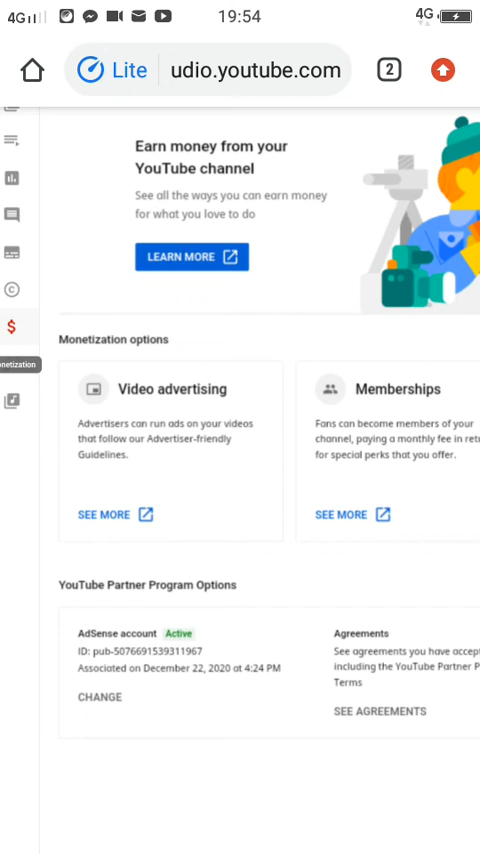 4G
19:54
4G
Lite
udio.youtube.com
2
Earn money from your
YouTube channel
See all the ways you can earn money
for what you love to do
LEARN MORE
Monetization options
onetization
Video advertising
Advertisers can run ads on your videos
that follow our Advertiser-friendly
Guidelines.
SEE MORE
Memberships
Fans can become members of your
channel, paying a monthly fee in retu
for special perks that you offer.
SEE MORE
YouTube Partner Program Options
AdSense account Active
ID: pub-5076691539311967
Associated on December 22, 2020 at 4:24 PM
CHANGE
Agreements
See agreements you have accept
including the YouTube Partner P
Terms
SEE AGREEMENTS